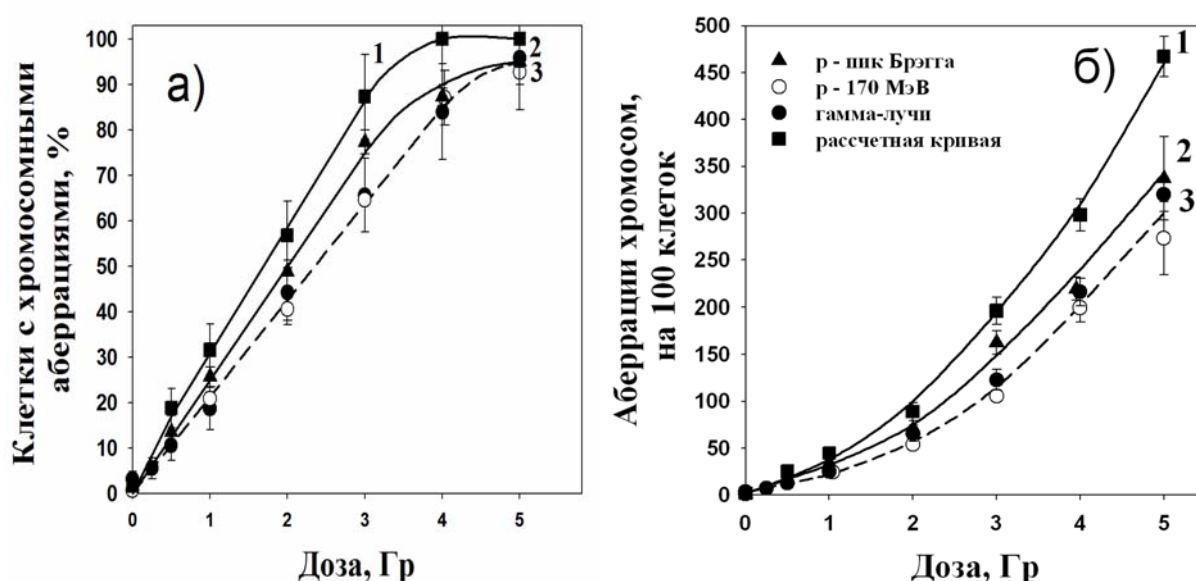 Клетки с хромосомными
аберрациями, %
а)
100
90
80
70
60
50
40
30
20
10
0
0 1 2 3 4 5
Доза, Гр
1
2
3
Аберрации хромосом,
на 100 клеток
б)
500
450
400
350
300
250
200
150
100
50
0
0 1 2 3 4 5
Доза, Гр
р - пик Брэгга
р - 170 МэВ
гамма-лучи
рассчетная кривая
1
2
3